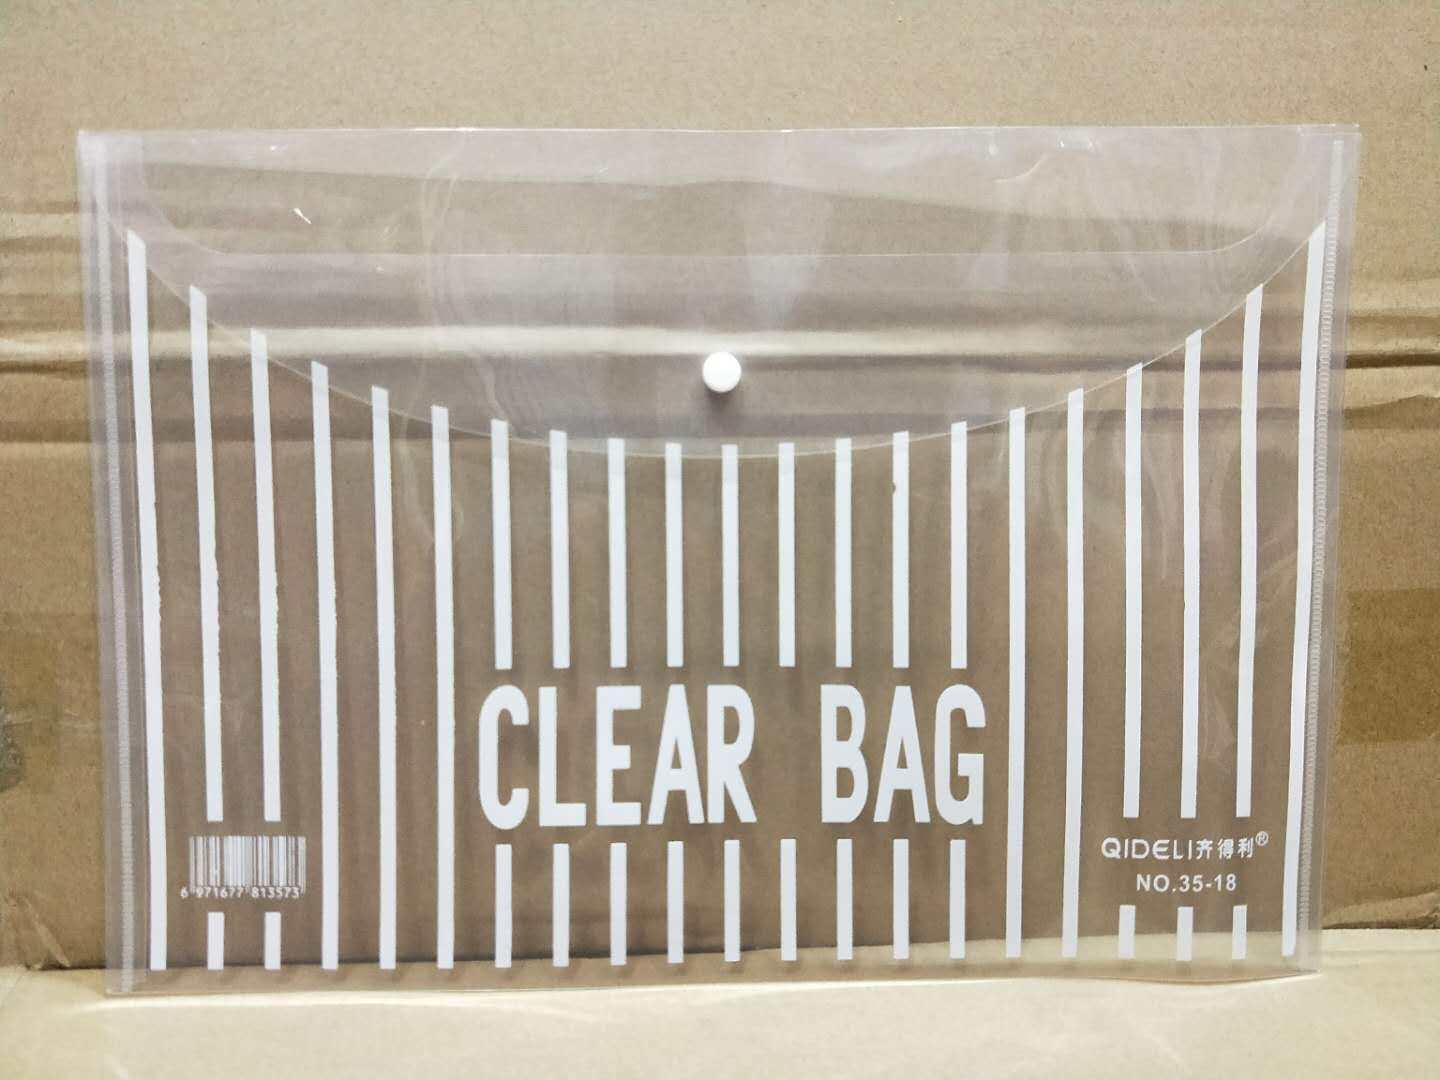 CLEAR BAG
QIDELI齐得利®
NO.35-18
6 971677 813573